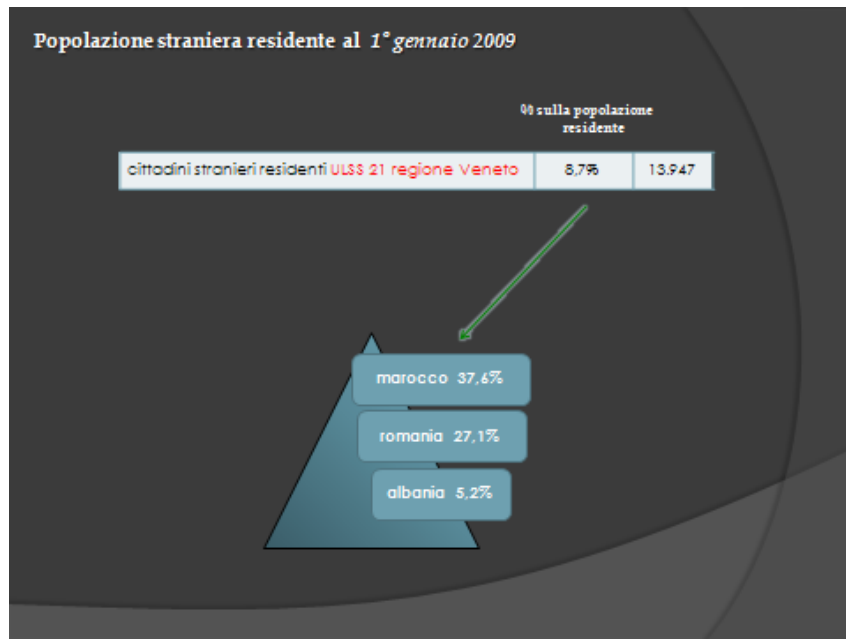 Popolazione straniera residente al 1° gennaio 2009
% sulla popolazione
residente
cittadini stranieri residenti ULSS 21 regione Veneto 8,7% 13.947
marocco 37,6%
romania 27,1%
albania 5,2%